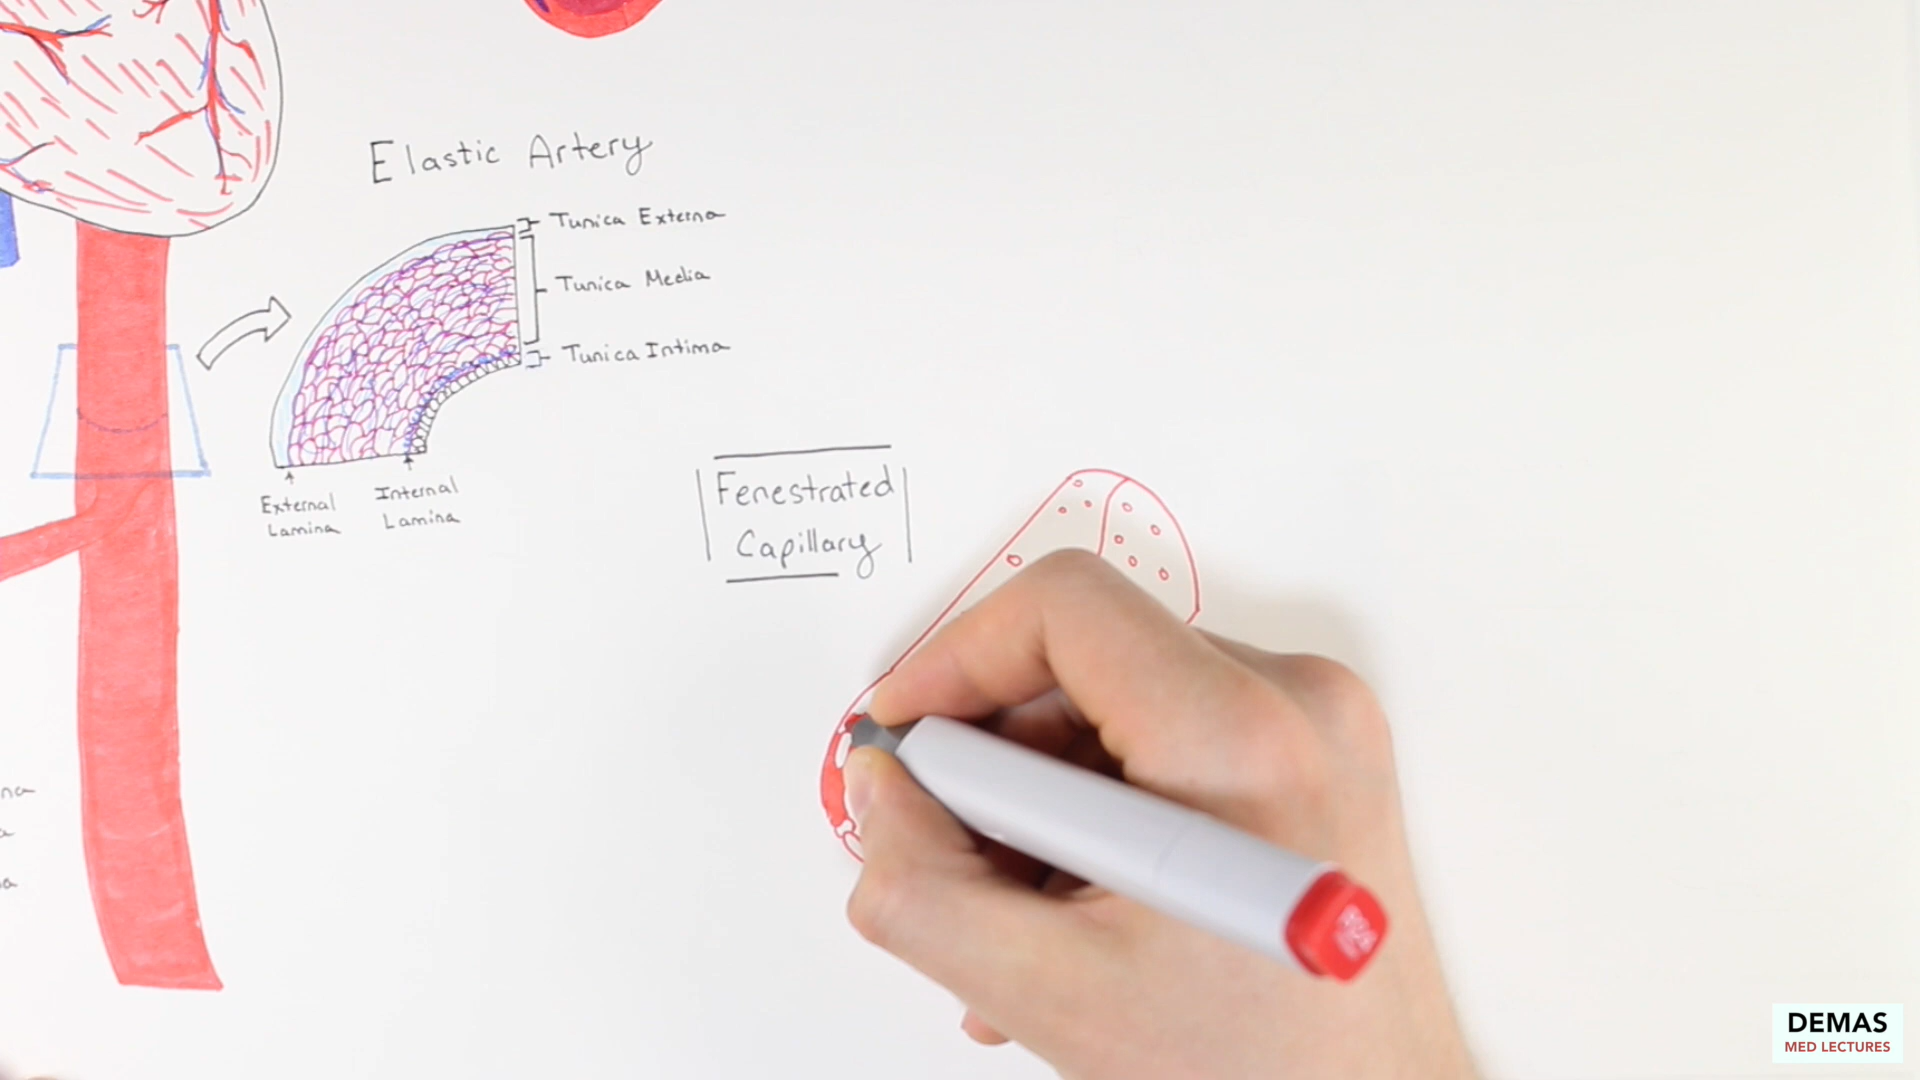 Elastic Artery
Tunica Externa
Tunica Media
Tunica Intima
External
Lamina
Internal
Lamina
Fenestrated
Capillary
DEMAS
MED LECTURES